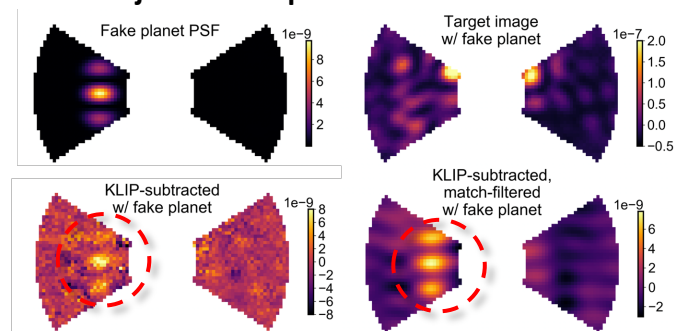 Fake planet PSF
1e−9
8
6
4
2
Target image
w/ fake planet
1e−7
2.0
1.5
1.0
0.5
0.0
−0.5
KLIP-subtracted
w/ fake planet
1e−9
8
6
4
2
0
−2
−4
−6
−8
KLIP-subtracted,
match-filtered
w/ fake planet
1e−9
8
6
4
2
0
−2